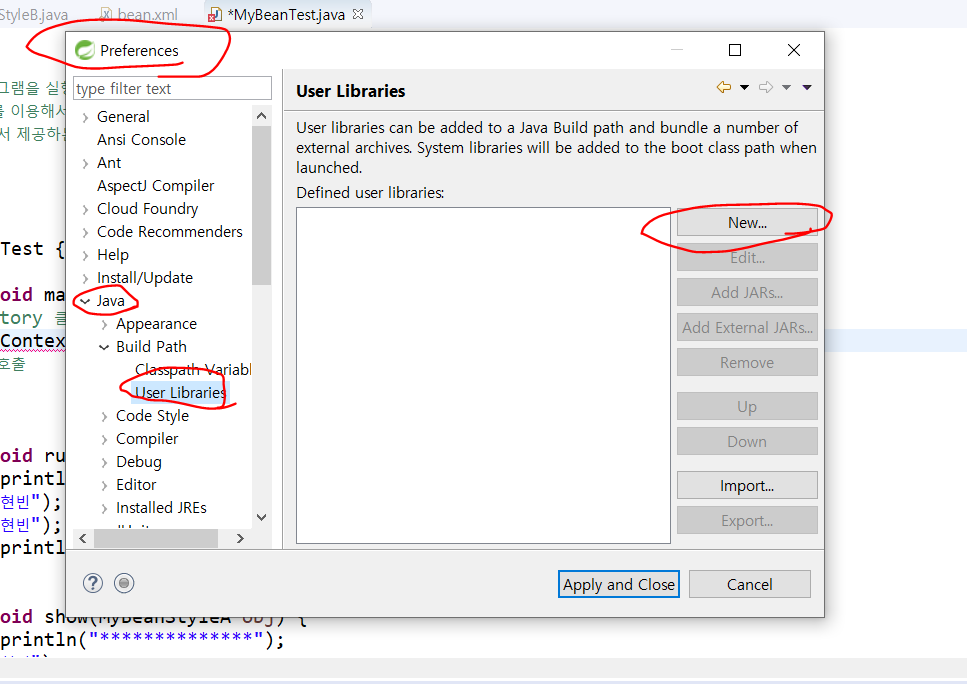 StyleB.java bean.xml *MyBeanTest.java
Preferences
type filter text
General
Ansi Console
Ant
AspectJ Compiler
Cloud Foundry
Code Recommenders
Help
Install/Update
Java
Appearance
Build Path
Classpath Variabl
User Libraries
Code Style
Compiler
Debug
Editor
Installed JREs
User Libraries
User libraries can be added to a Java Build path and bundle a number of
external archives. System libraries will be added to the boot class path when
launched.
Defined user libraries:
New...
Edit...
Add JARs...
Add External JARs...
Remove
Up
Down
Import...
Export...
Apply and Close
Cancel
그램을 실행
를 이용해서
서 제공하는
Test {
oid ma
tory 클
Contex
호출
oid ru
printl
현빈");
현빈");
printl
oid show(MyBeanStyleA obj) {
println("**************");